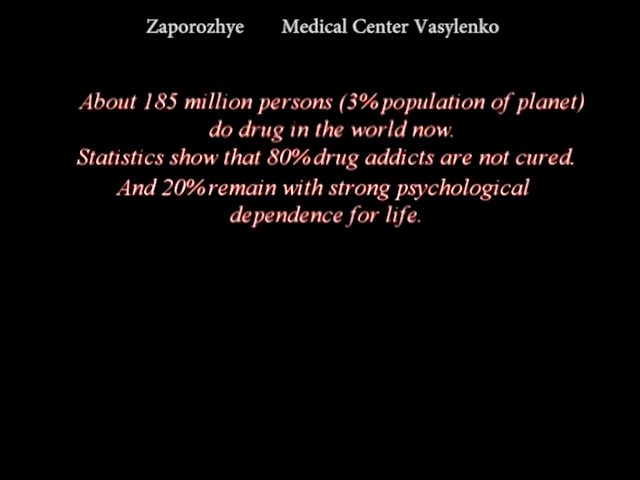 Zaporozhye Medical Center Vasylenko
About 185 million persons (3% population of planet)
do drug in the world now.
Statistics show that 80% drug addicts are not cured.
And 20% remain with strong psychological
dependence for life.